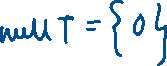 null T = {0}